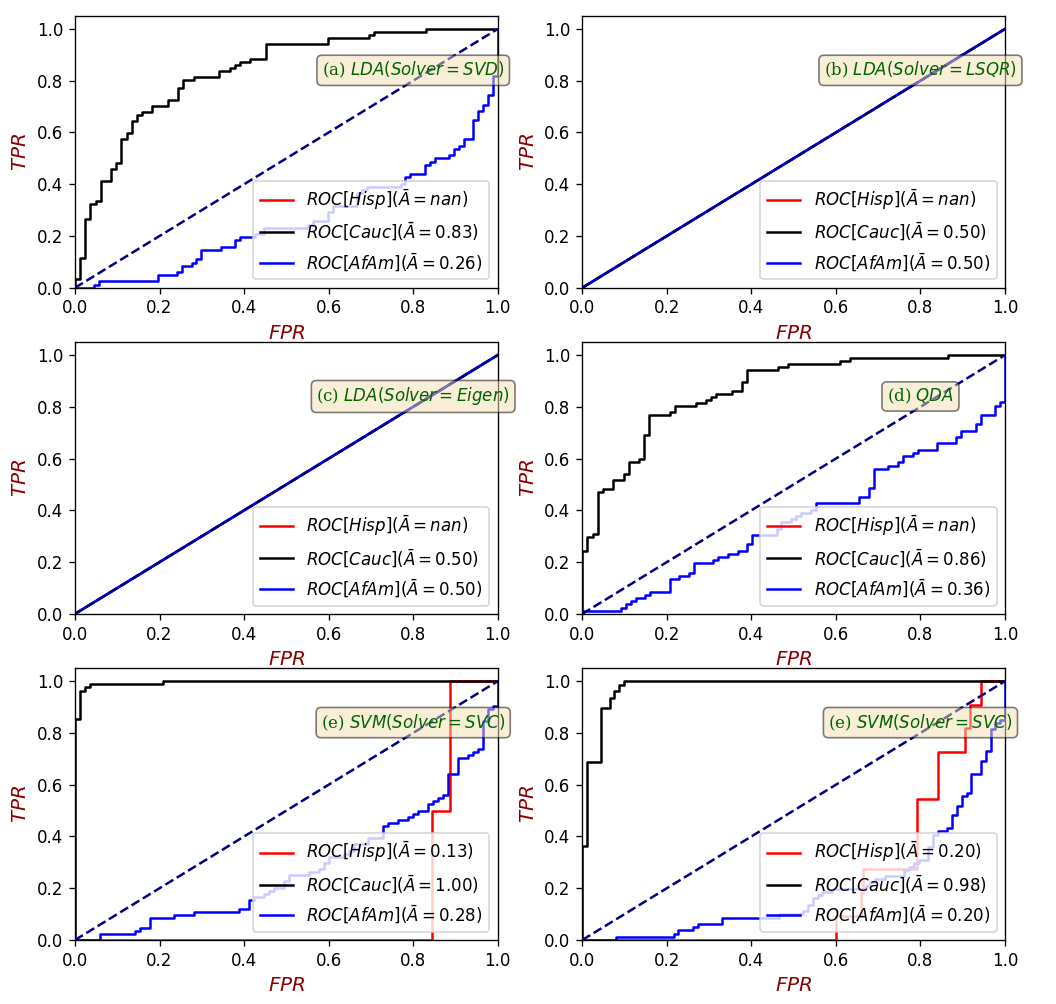 (a) LDA(Solver = SVD)
TPR
1.0
0.8
0.6
0.4
0.2
0.0
ROC[Hisp](Ā = nan)
ROC[Cauc](Ā = 0.83)
ROC[AfAm](Ā = 0.26)
0.0 0.2 0.4 0.6 0.8 1.0
FPR
(b) LDA(Solver = LSQR)
TPR
1.0
0.8
0.6
0.4
0.2
0.0
ROC[Hisp](Ā = nan)
ROC[Cauc](Ā = 0.50)
ROC[AfAm](Ā = 0.50)
0.0 0.2 0.4 0.6 0.8 1.0
FPR
(c) LDA(Solver = Eigen)
TPR
1.0
0.8
0.6
0.4
0.2
0.0
ROC[Hisp](Ā = nan)
ROC[Cauc](Ā = 0.50)
ROC[AfAm](Ā = 0.50)
0.0 0.2 0.4 0.6 0.8 1.0
FPR
(d) QDA
TPR
1.0
0.8
0.6
0.4
0.2
0.0
ROC[Hisp](Ā = nan)
ROC[Cauc](Ā = 0.86)
ROC[AfAm](Ā = 0.36)
0.0 0.2 0.4 0.6 0.8 1.0
FPR
(e) SVM(Solver = SVC)
TPR
1.0
0.8
0.6
0.4
0.2
0.0
ROC[Hisp](Ā = 0.13)
ROC[Cauc](Ā = 1.00)
ROC[AfAm](Ā = 0.28)
0.0 0.2 0.4 0.6 0.8 1.0
FPR
(e) SVM(Solver = SVC)
TPR
1.0
0.8
0.6
0.4
0.2
0.0
ROC[Hisp](Ā = 0.20)
ROC[Cauc](Ā = 0.98)
ROC[AfAm](Ā = 0.20)
0.0 0.2 0.4 0.6 0.8 1.0
FPR